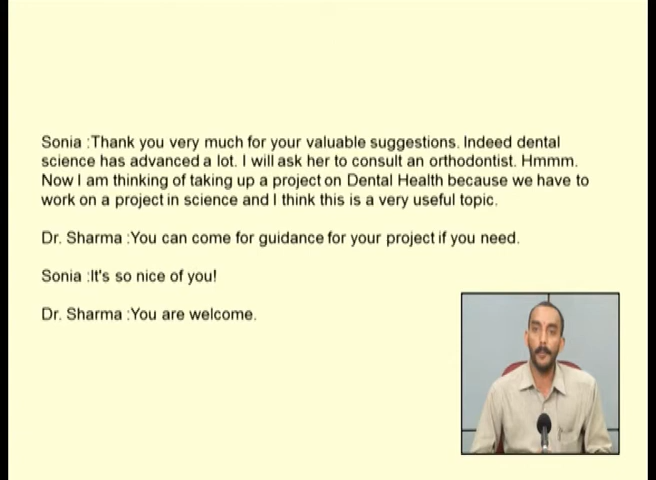 Sonia :Thank you very much for your valuable suggestions. Indeed dental
science has advanced a lot. I will ask her to consult an orthodontist. Hmmm.
Now I am thinking of taking up a project on Dental Health because we have to
work on a project in science and I think this is a very useful topic.
Dr. Sharma :You can come for guidance for your project if you need.
Sonia :It's so nice of you!
Dr. Sharma :You are welcome.